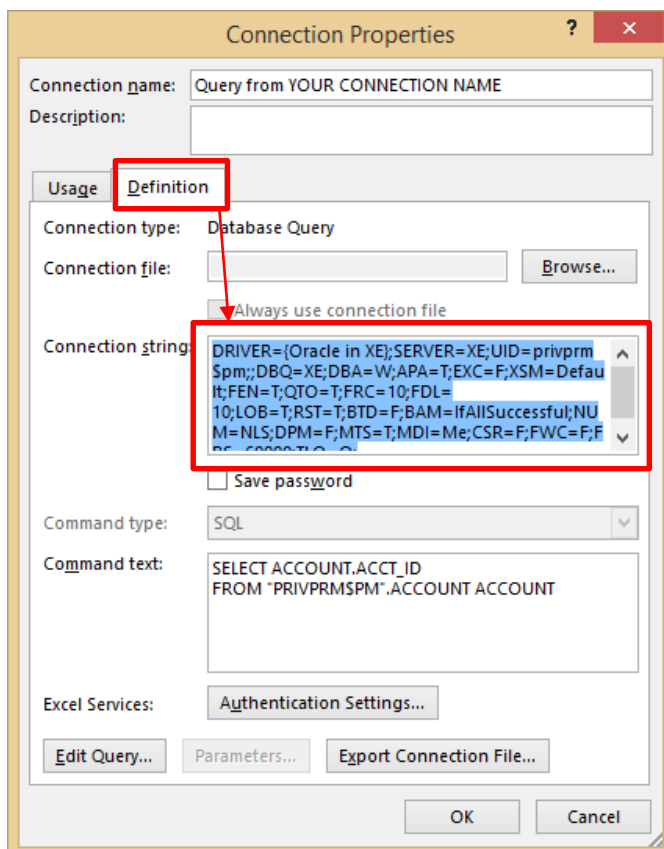 Connection Properties
?
×
Connection name: Query from YOUR CONNECTION NAME
Description:
Usage Definition
Connection type: Database Query
Connection file: Browse...
Always use connection file
Connection string: DRIVER={Oracle in XE};SERVER=XE;UID=privprm
$pm;;DBQ=XE;DBA=W;APA=T;EXC=F;XSM=Defau
lt;FEN=T;QTO=T;FRC=10;FDL=
10;LOB=T;RST=T;BTD=F;BAM=IfAllSuccessful;NU
M=NLS;DPM=F;MTS=T;MDI=Me;CSR=F;FWC=F;F
Save password
Command type: SQL
Command text: SELECT ACCOUNT.ACCT_ID
FROM "PRIVPRM$PM".ACCOUNT ACCOUNT
Excel Services: Authentication Settings...
Edit Query... Parameters... Export Connection File...
OK Cancel